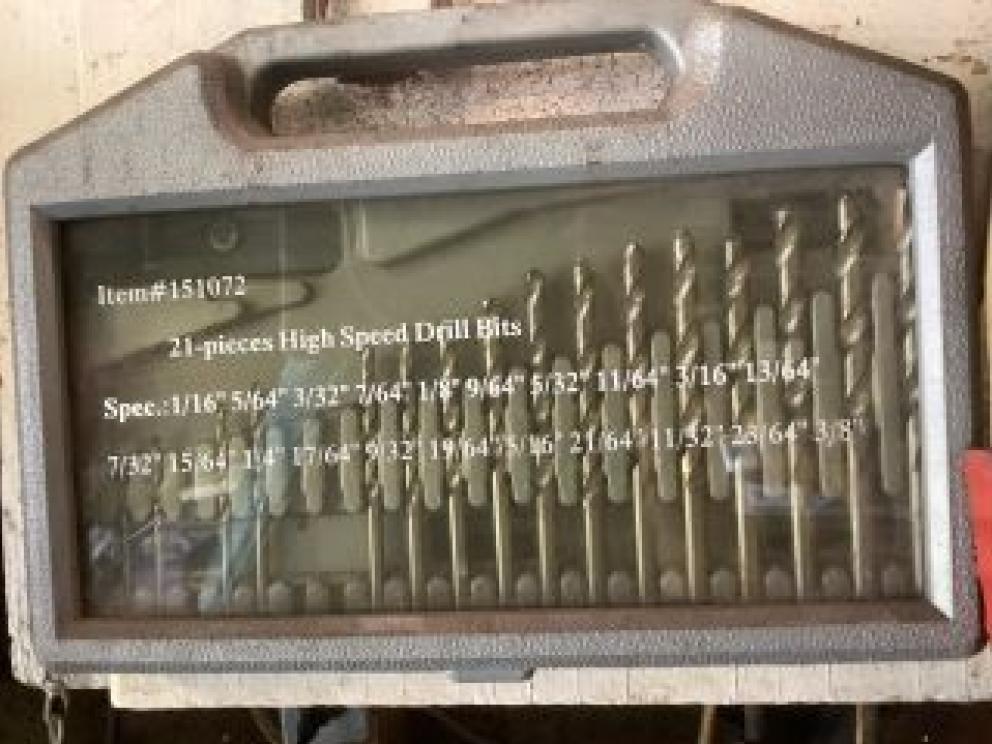 Item#151072
21-pieces High Speed Drill Bits
Spec.:1/16" 5/64" 3/32" 7/64" 1/8" 9/64" 5/32" 11/64" 3/16" 13/64"
7/32" 15/64" 1/4" 17/64" 9/32" 19/64" 5/16" 21/64" 11/32" 23/64" 3/8"